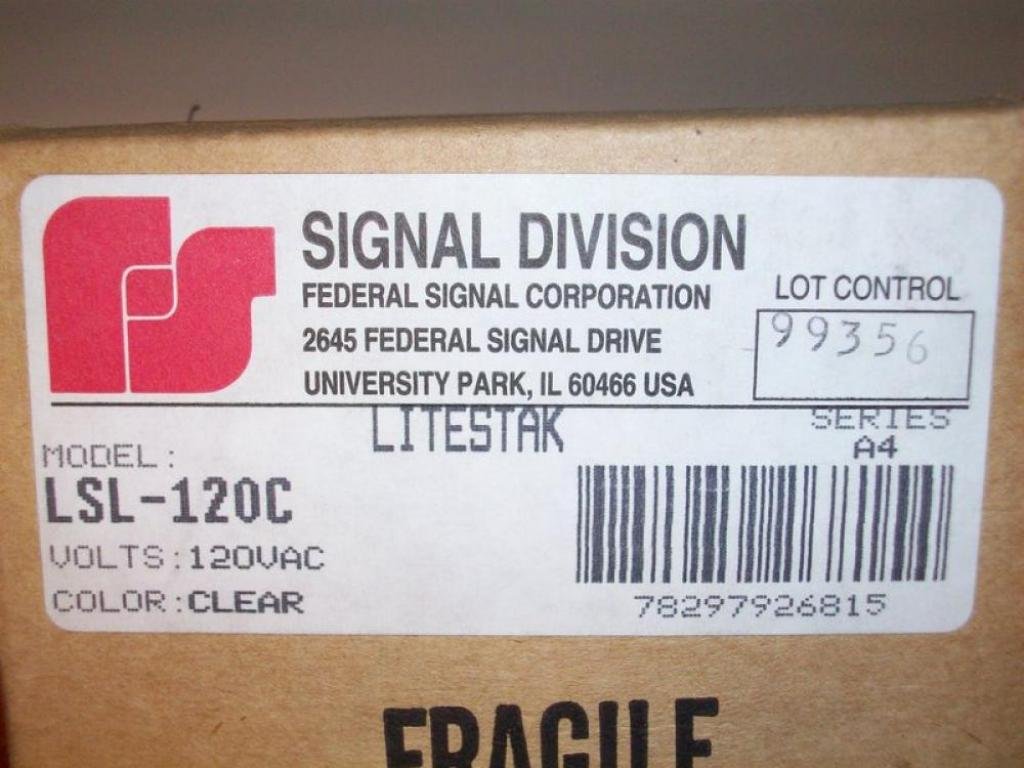 SIGNAL DIVISION
FEDERAL SIGNAL CORPORATION
2645 FEDERAL SIGNAL DRIVE
UNIVERSITY PARK, IL 60466 USA
LOT CONTROL
99356
LITESTAK
SERIES
A4
MODEL:
LSL-120C
VOLTS:120VAC
COLOR:CLEAR
78297926815
FRAGILE